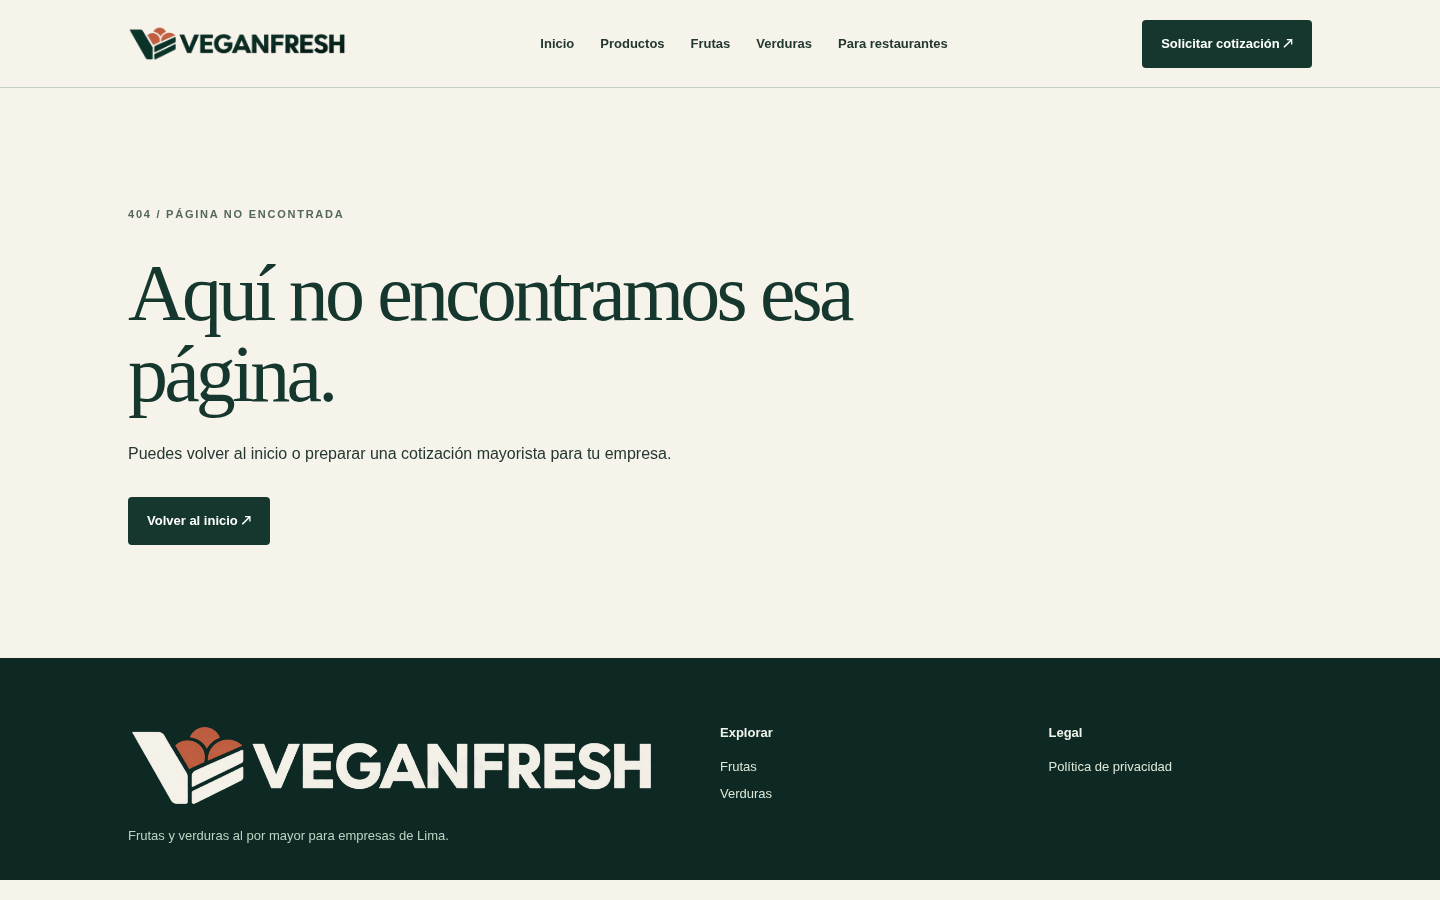 VEGANFRESH
Inicio
Productos
Frutas
Verduras
Para restaurantes
Solicitar cotización ↗
404 / PÁGINA NO ENCONTRADA
Aquí no encontramos esa
página.
Puedes volver al inicio o preparar una cotización mayorista para tu empresa.
Volver al inicio ↗
VEGANFRESH
Frutas y verduras al por mayor para empresas de Lima.
Explorar
Frutas
Verduras
Legal
Política de privacidad